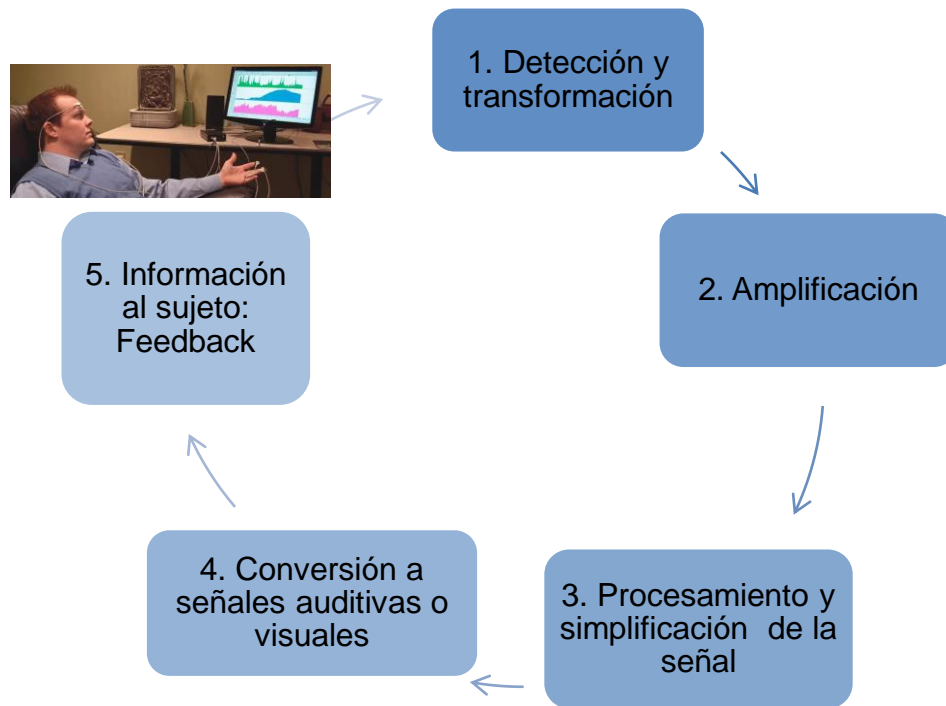 1. Detección y
transformación
2. Amplificación
3. Procesamiento y
simplificación de la
señal
4. Conversión a
señales auditivas o
visuales
5. Información
al sujeto:
Feedback